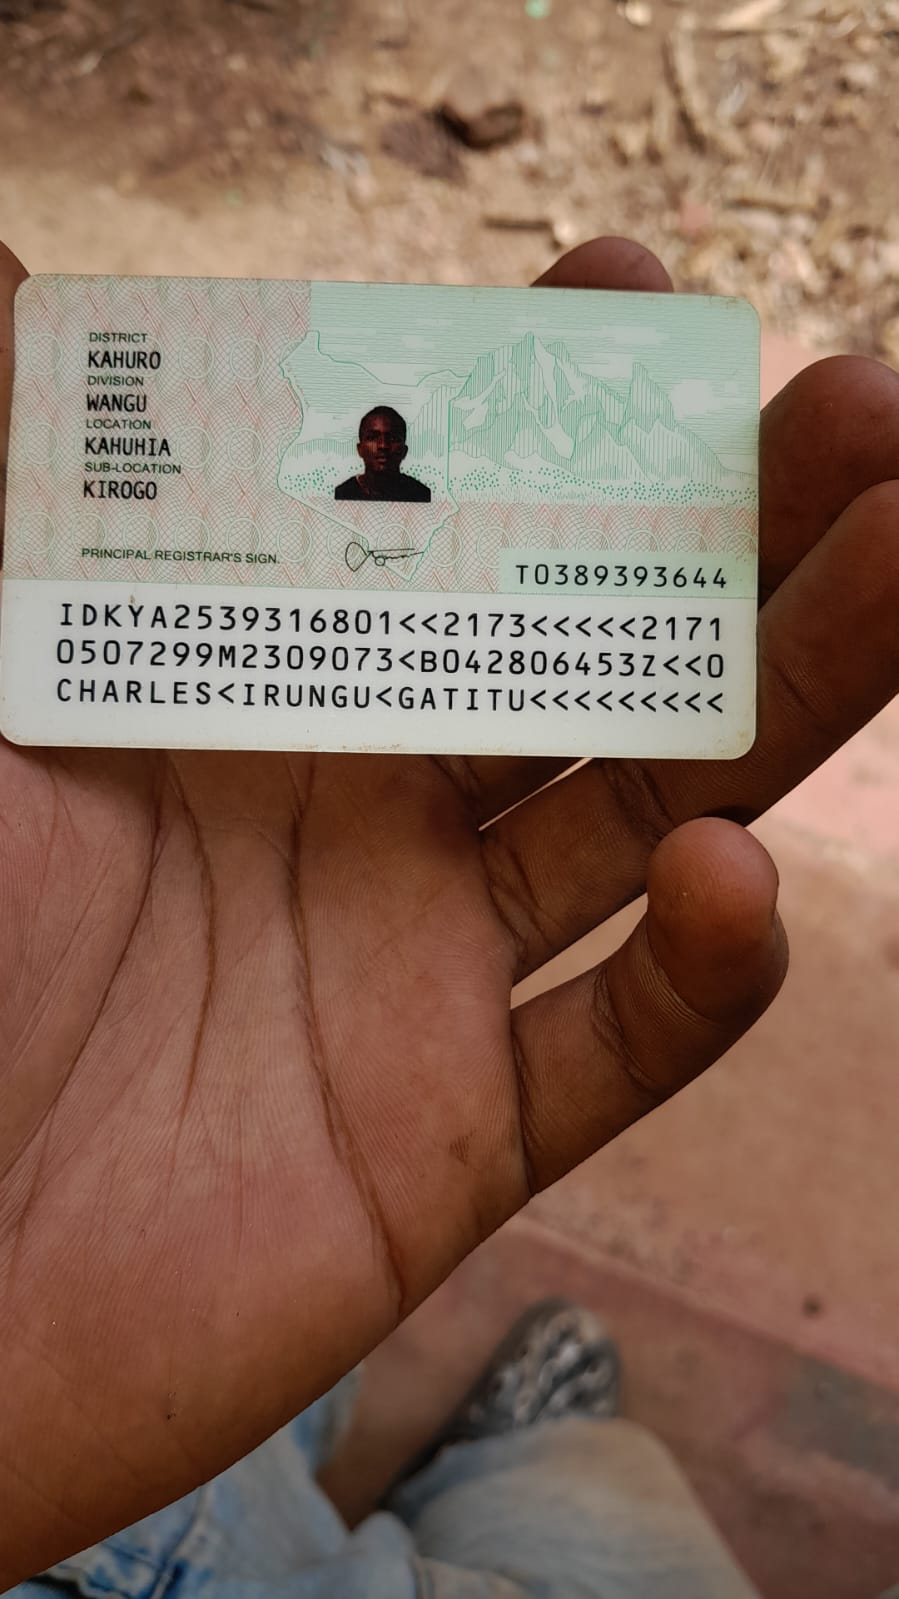 DISTRICT
KAHURO
DIVISION
WANGU
LOCATION
KAHUHIA
SUB-LOCATION
KIROGO
PRINCIPAL REGISTRAR'S SIGN.
T0389393644
IDKYA2539316801<<2173<<<<<2171
0507299M2309073<B042806453Z<<0
CHARLES<IRUNGU<GATITU<<<<<<<<<